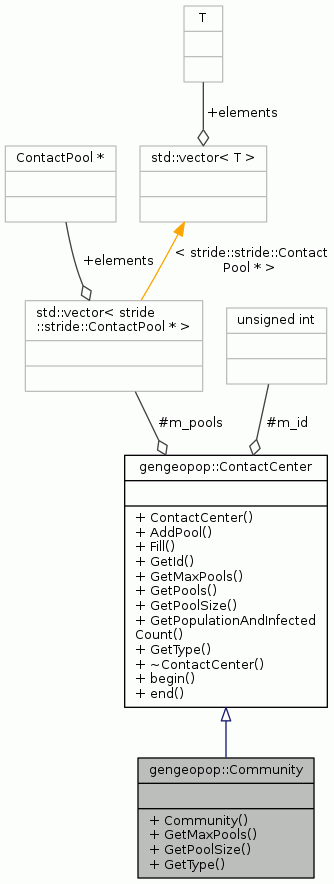 T
+elements
ContactPool *
std::vector< T >
+elements
< stride::stride::Contact
Pool * >
std::vector< stride
::stride::ContactPool * >
unsigned int
#m_pools
#m_id
gengeopop::ContactCenter
+ ContactCenter()
+ AddPool()
+ Fill()
+ GetId()
+ GetMaxPools()
+ GetPools()
+ GetPoolSize()
+ GetPopulationAndInfected
Count()
+ GetType()
+ ~ContactCenter()
+ begin()
+ end()
gengeopop::Community
+ Community()
+ GetMaxPools()
+ GetPoolSize()
+ GetType()